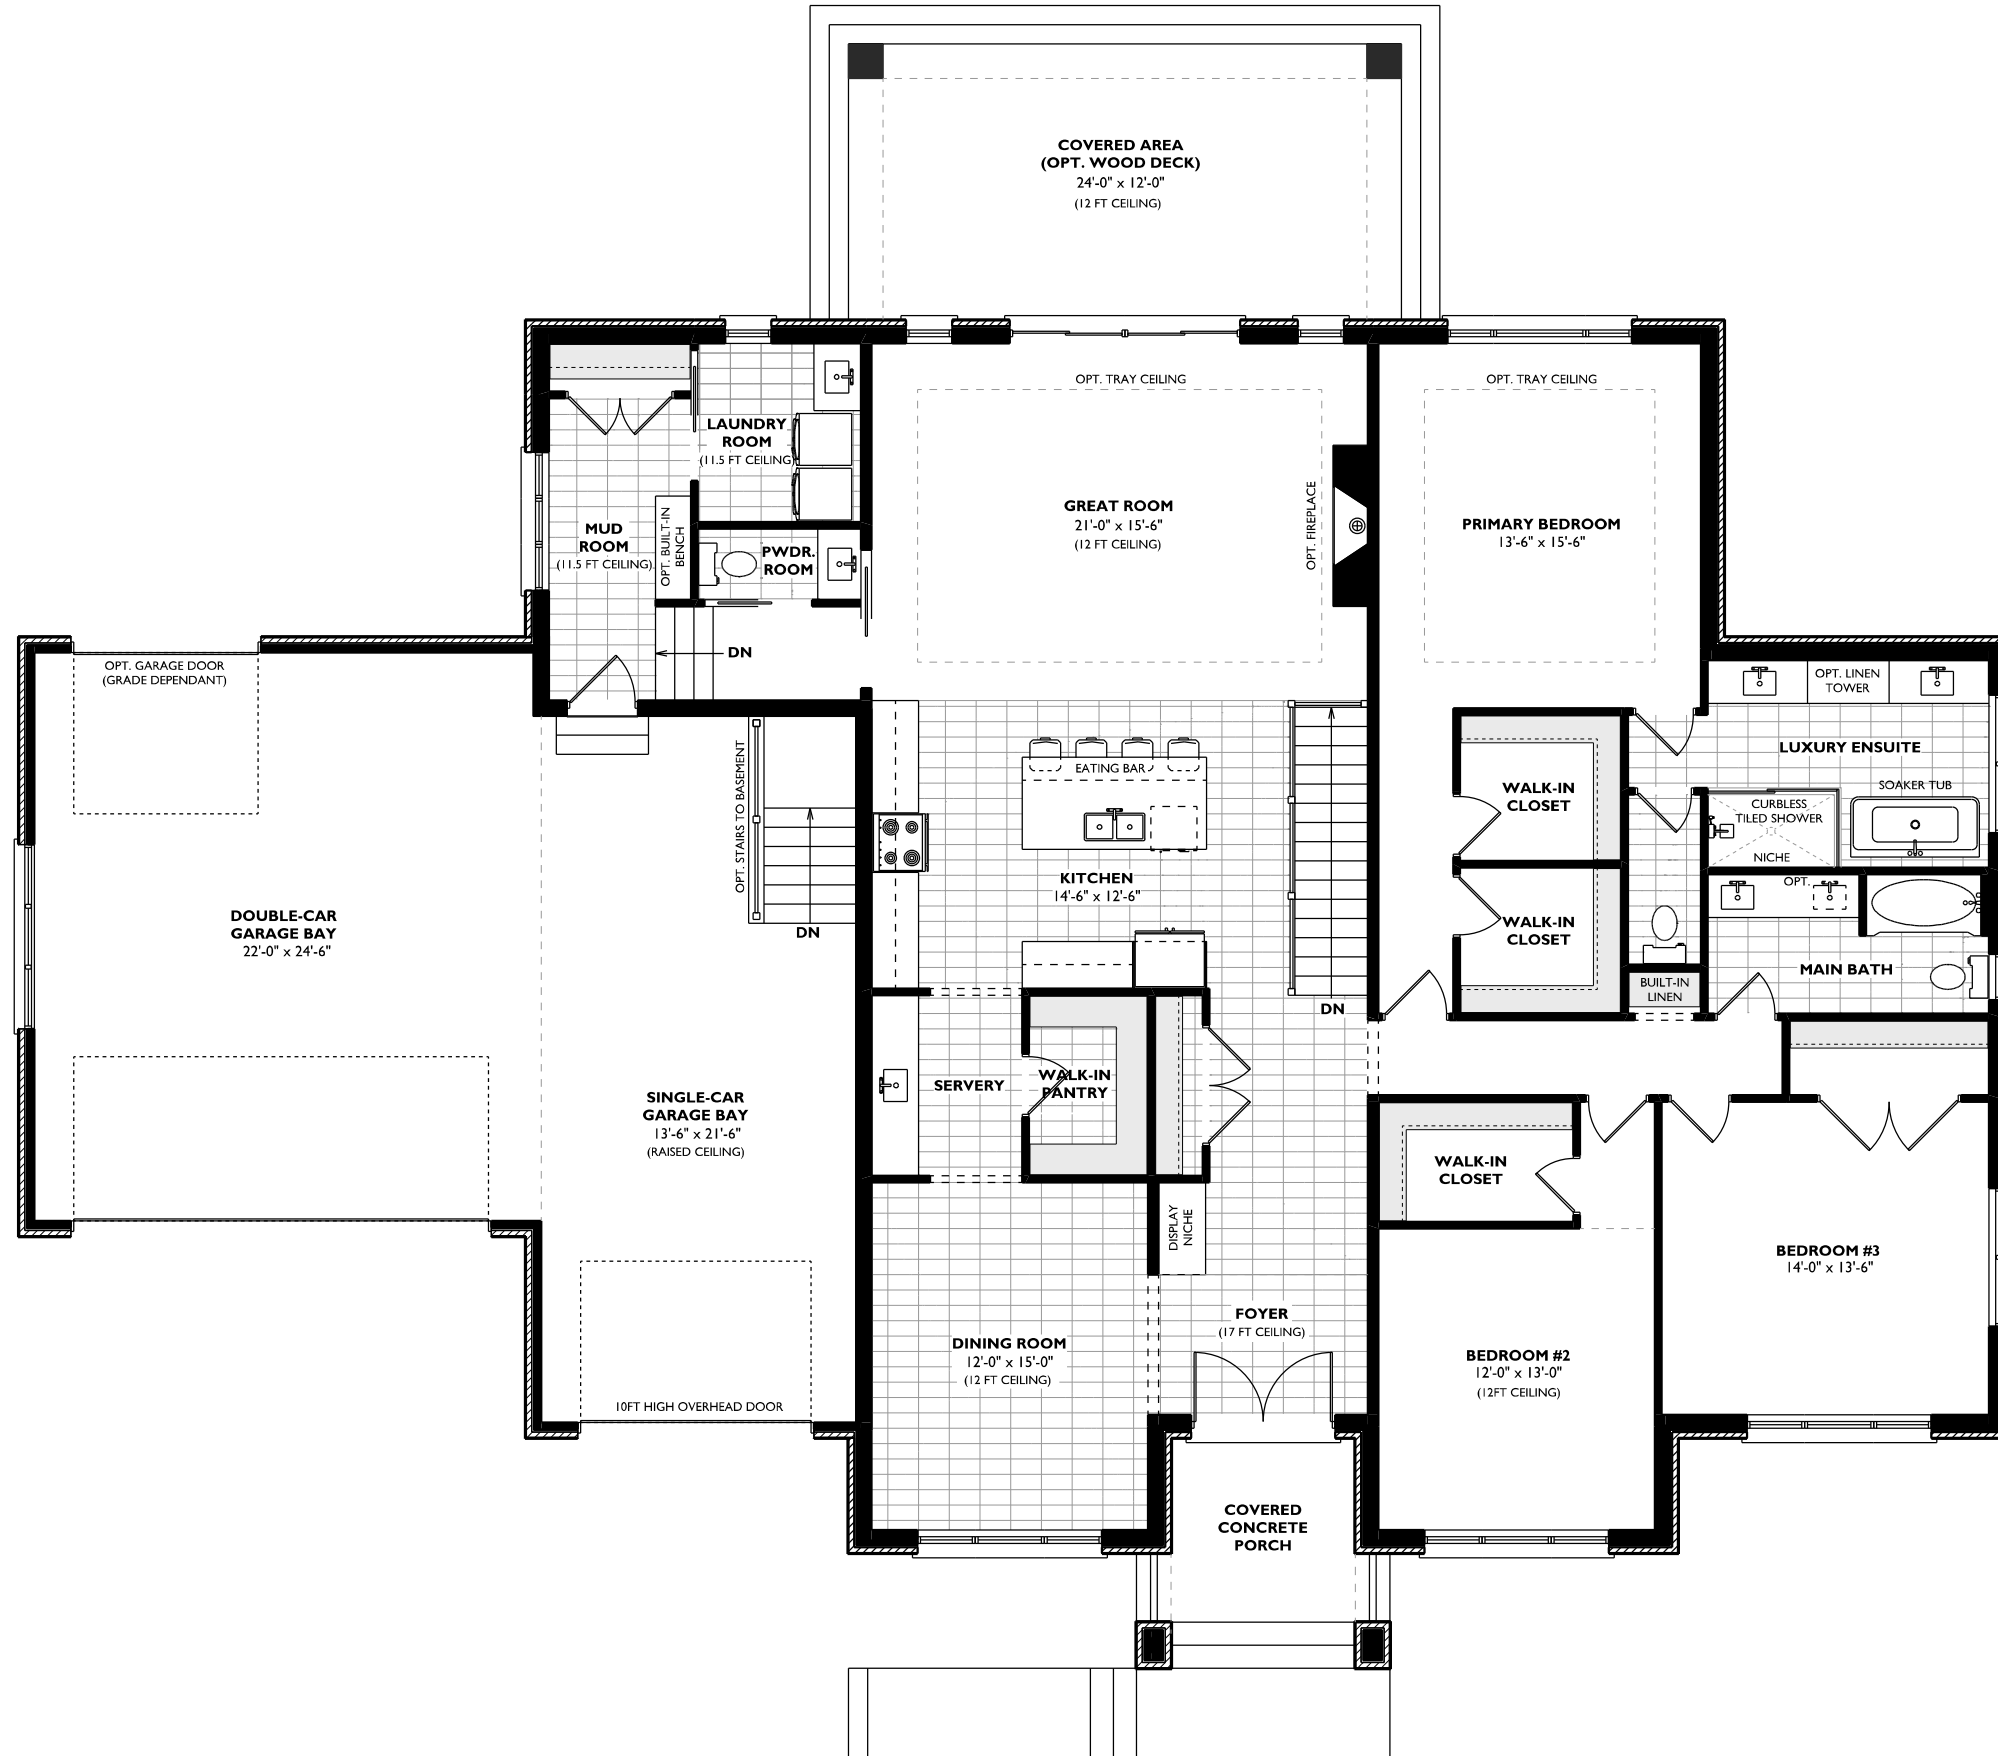 COVERED AREA
(OPT. WOOD DECK)
24'-0" x 12'-0"
(12 FT CEILING)
OPT. TRAY CEILING
OPT. TRAY CEILING
LAUNDRY
ROOM
(11.5 FT CEILING)
GREAT ROOM
21'-0" x 15'-6"
(12 FT CEILING)
OPT. FIREPLACE
PRIMARY BEDROOM
13'-6" x 15'-6"
MUD
ROOM
(11.5 FT CEILING)
OPT. BUILT-IN
BENCH
PWDR.
ROOM
DN
OPT. GARAGE DOOR
(GRADE DEPENDANT)
OPT. LINEN
TOWER
LUXURY ENSUITE
SOAKER TUB
CURBLESS
TILED SHOWER
NICHE
OPT. STAIRS TO BASEMENT
DN
EATING BAR
KITCHEN
14'-6" x 12'-6"
WALK-IN
CLOSET
WALK-IN
CLOSET
OPT.
MAIN BATH
BUILT-IN
LINEN
DN
DOUBLE-CAR
GARAGE BAY
22'-0" x 24'-6"
SINGLE-CAR
GARAGE BAY
13'-6" x 21'-6"
(RAISED CEILING)
SERVERY
WALK-IN
PANTRY
WALK-IN
CLOSET
DISPLAY
NICHE
BEDROOM #3
14'-0" x 13'-6"
FOYER
(17 FT CEILING)
DINING ROOM
12'-0" x 15'-0"
(12 FT CEILING)
BEDROOM #2
12'-0" x 13'-0"
(12FT CEILING)
10FT HIGH OVERHEAD DOOR
COVERED
CONCRETE
PORCH